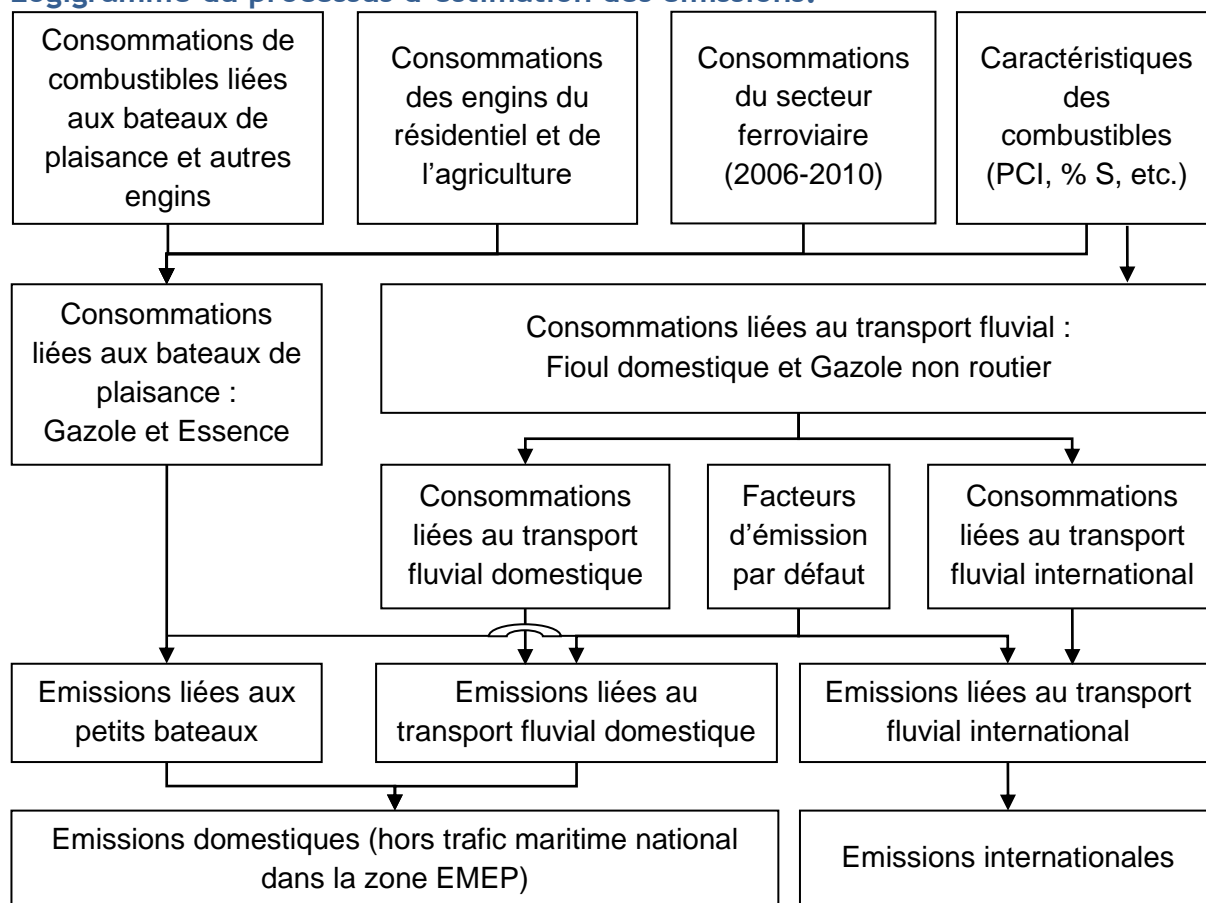 Logigramme du processus d'estimation des émissions.
Consommations de
combustibles liées
aux bateaux de
plaisance et autres
engins
Consommations
des engins du
résidentiel et de
l'agriculture
Consommations
du secteur
ferroviaire
(2006-2010)
Caractéristiques
des
combustibles
(PCI, % S, etc.)
Consommations
liées aux bateaux de
plaisance :
Gazole et Essence
Consommations liées au transport fluvial :
Fioul domestique et Gazole non routier
Consommations
liées au transport
fluvial domestique
Facteurs
d'émission
par défaut
Consommations
liées au transport
fluvial international
Emissions liées aux
petits bateaux
Emissions liées au
transport fluvial domestique
Emissions liées au transport
fluvial international
Emissions domestiques (hors trafic maritime national
dans la zone EMEP)
Emissions internationales